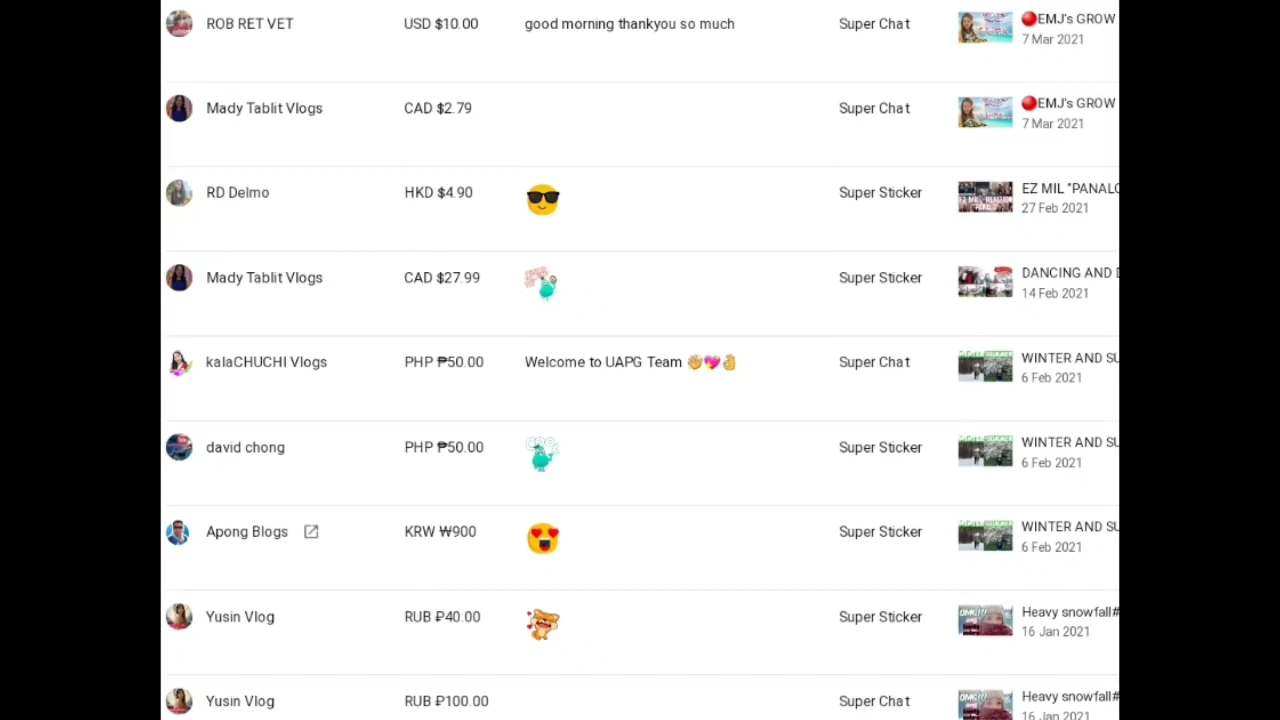 ROB RET VET USD $10.00 good morning thankyou so much Super Chat 🔴EMJ's GROW
7 Mar 2021
Mady Tablit Vlogs CAD $2.79 Super Chat 🔴EMJ's GROW
7 Mar 2021
RD Delmo HKD $4.90 Super Sticker EZ MIL "PANALO
27 Feb 2021
Mady Tablit Vlogs CAD $27.99 Super Sticker DANCING AND D
14 Feb 2021
kalaCHUCHI Vlogs PHP ₱50.00 Welcome to UAPG Team 👏💖👌 Super Chat WINTER AND SU
6 Feb 2021
david chong PHP ₱50.00 Super Sticker WINTER AND SU
6 Feb 2021
Apong Blogs KRW ₩900 Super Sticker WINTER AND SU
6 Feb 2021
Yusin Vlog RUB ₽40.00 Super Sticker Heavy snowfall#
16 Jan 2021
Yusin Vlog RUB ₽100.00 Super Chat Heavy snowfall#
16 Jan 2021